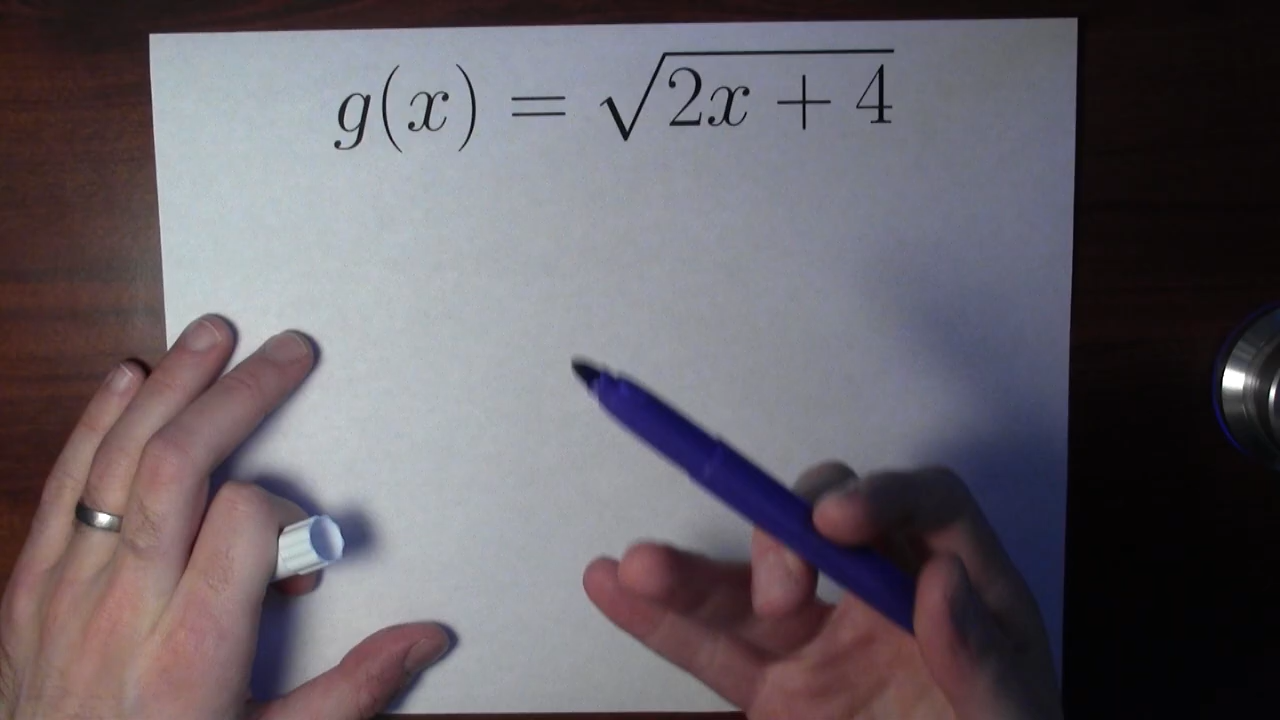 g(x) = √(2x + 4)